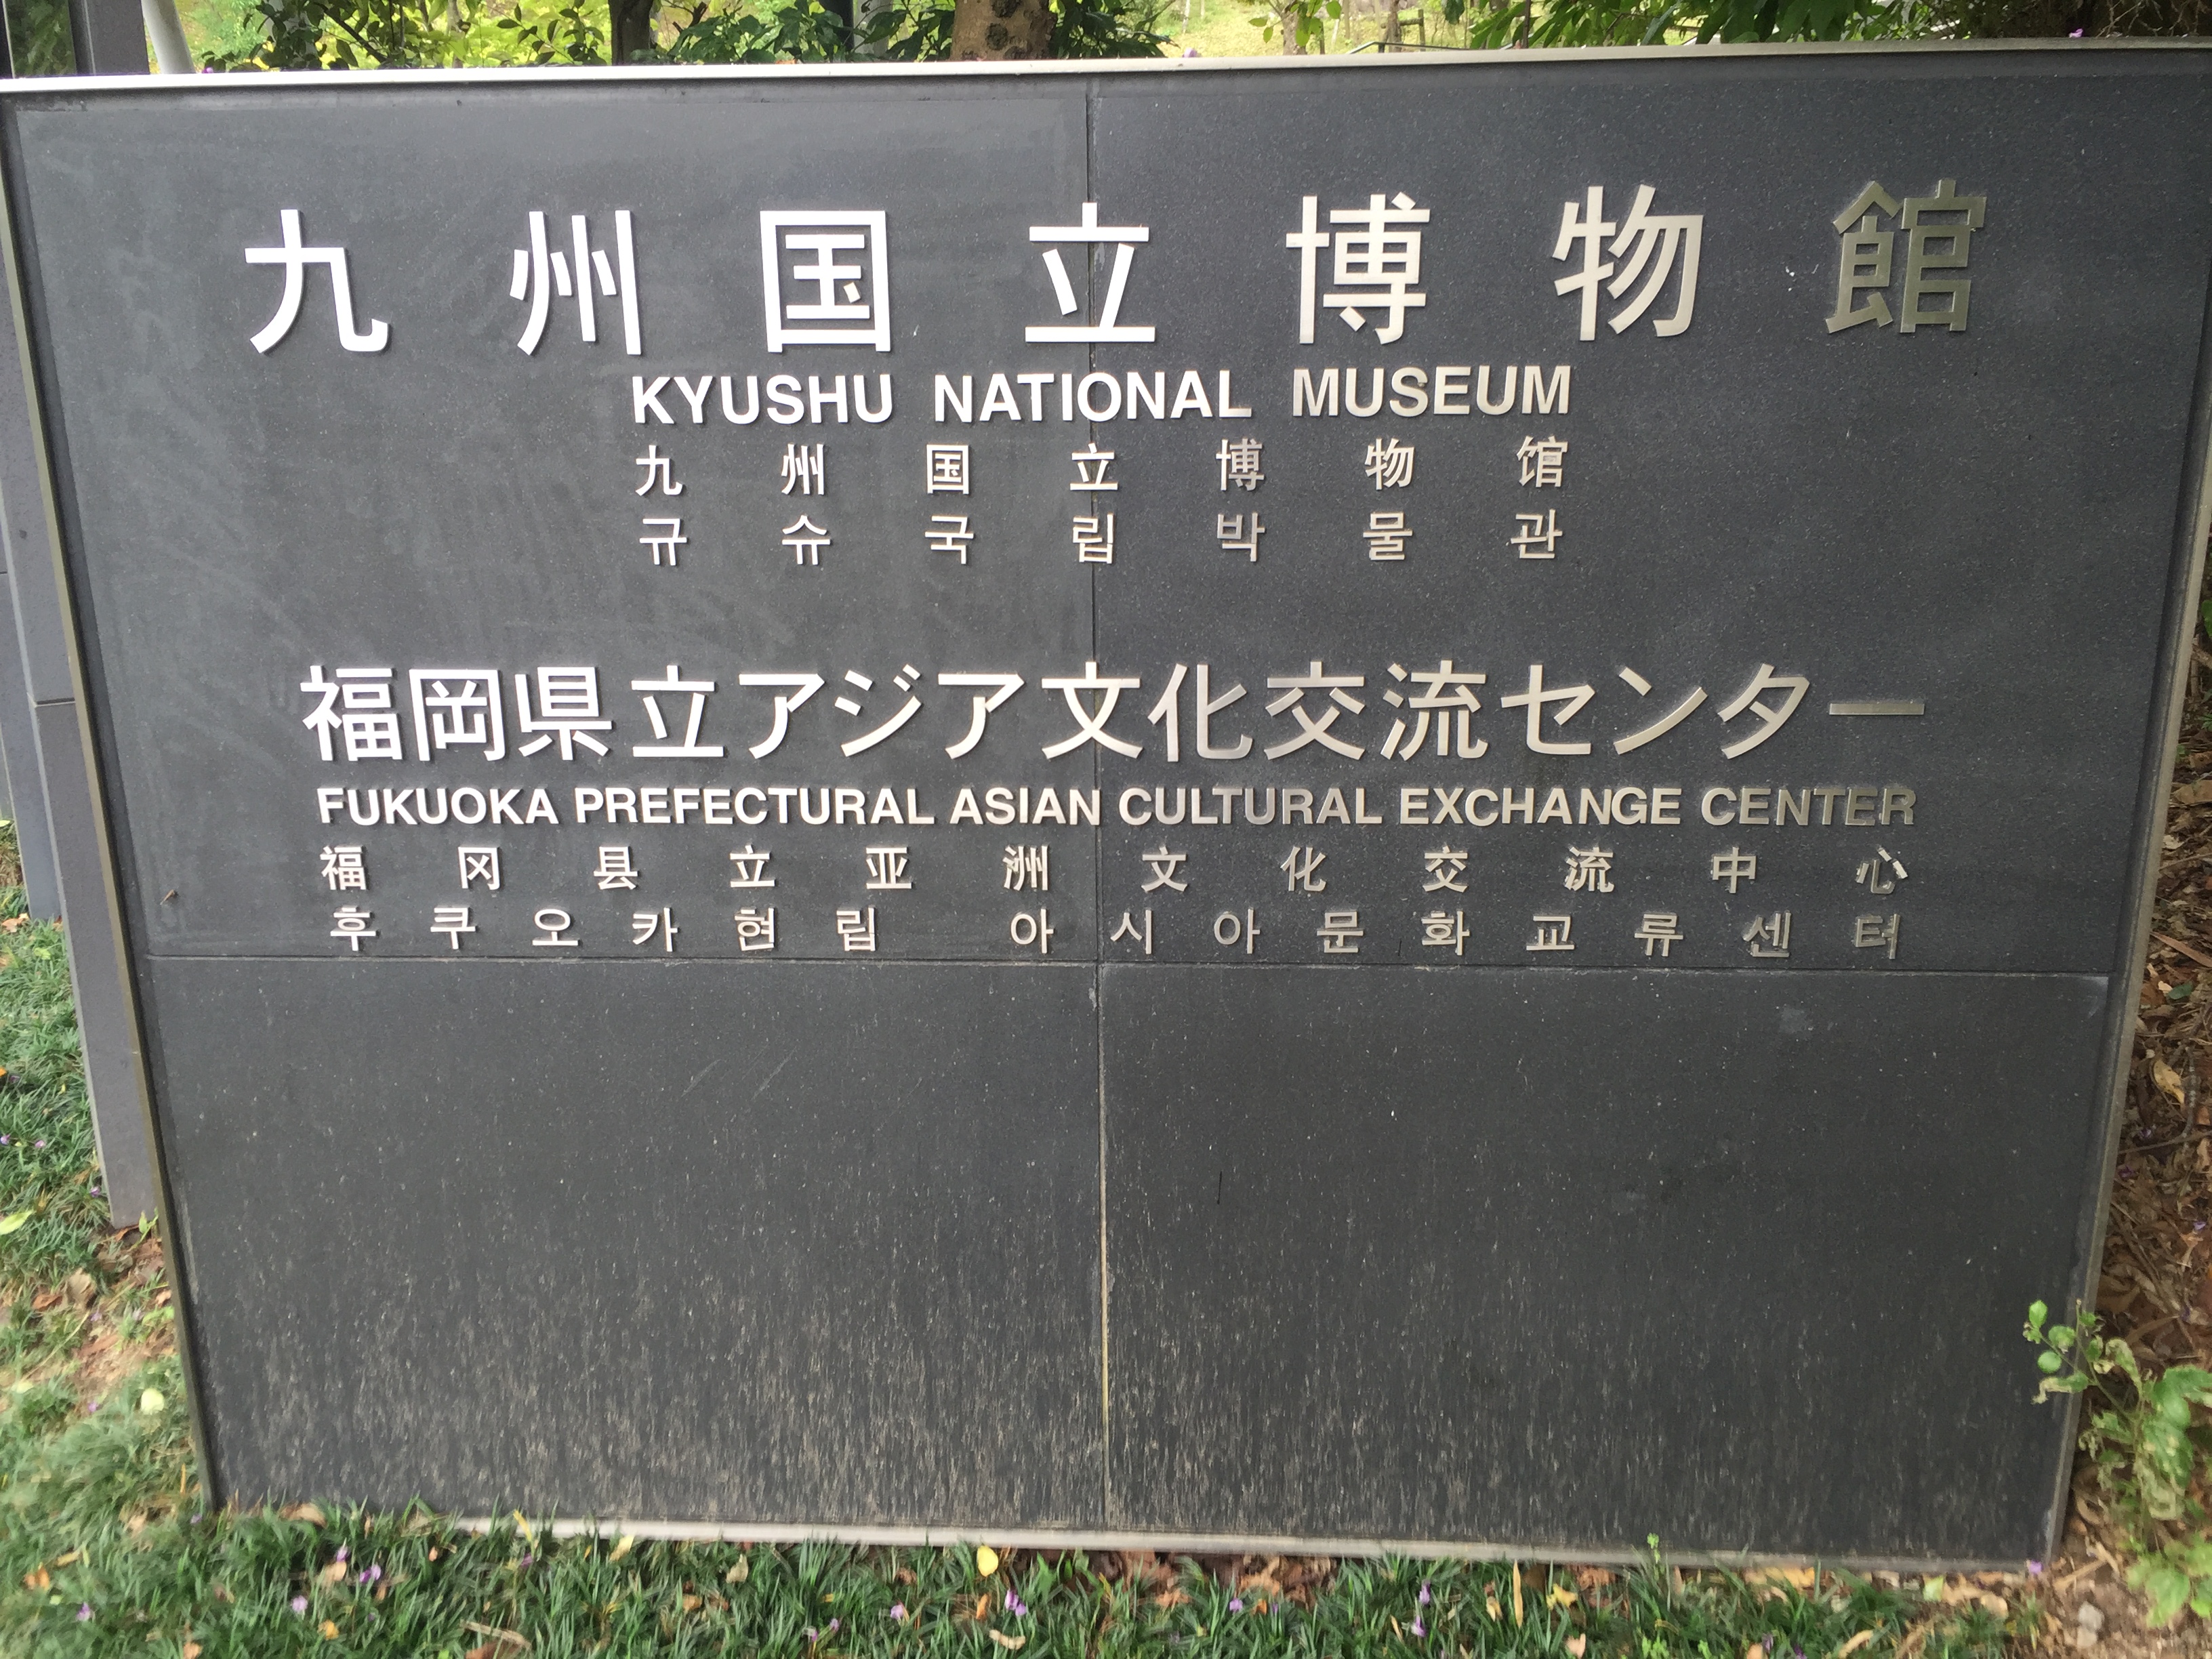 九州国立博物館
KYUSHU NATIONAL MUSEUM
九州国立博物馆
규슈국립박물관
福岡県立アジア文化交流センター
FUKUOKA PREFECTURAL ASIAN CULTURAL EXCHANGE CENTER
福冈县立亚洲文化交流中心
후쿠오카현립 아시아문화교류센터